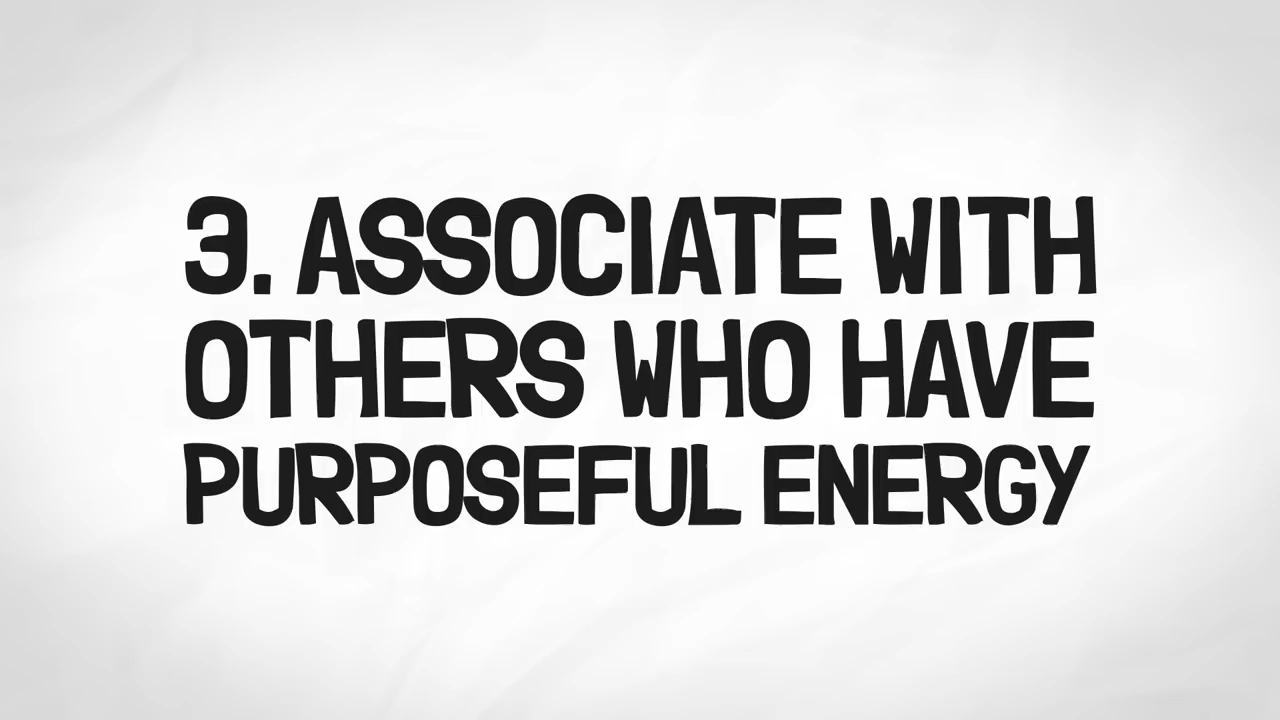 3. ASSOCIATE WITH
OTHERS WHO HAVE
PURPOSEFUL ENERGY